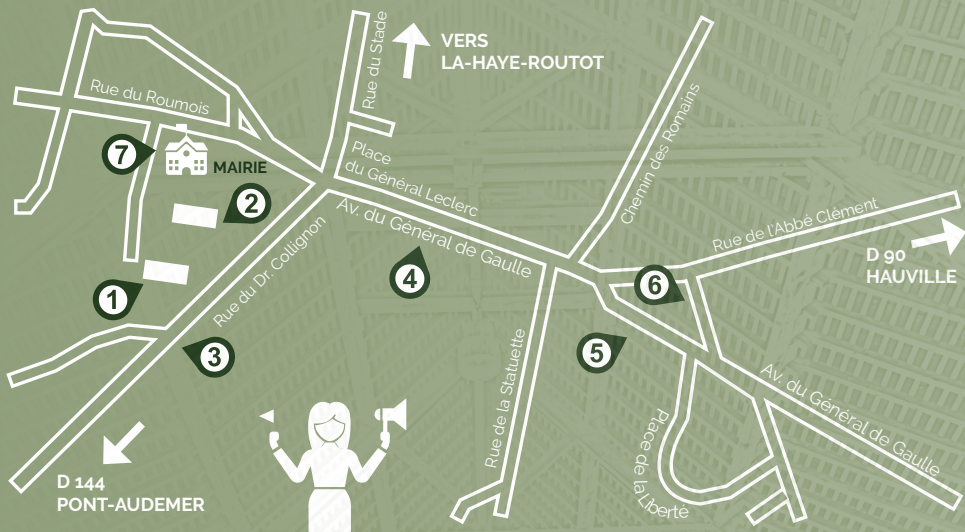 VERS
LA-HAYE-ROUTOT
Rue du Stade
Rue du Roumois
Chemin des Romains
7
MAIRIE
Place
du Général Leclerc
2
Av. du Général de Gaulle
Rue de l'Abbé Clément
D 90
HAUVILLE
Rue du Dr. Collignon
4
6
1
3
5
Rue de la Statuette
Av. du Général de Gaulle
Place de la Liberté
D 144
PONT-AUDEMER